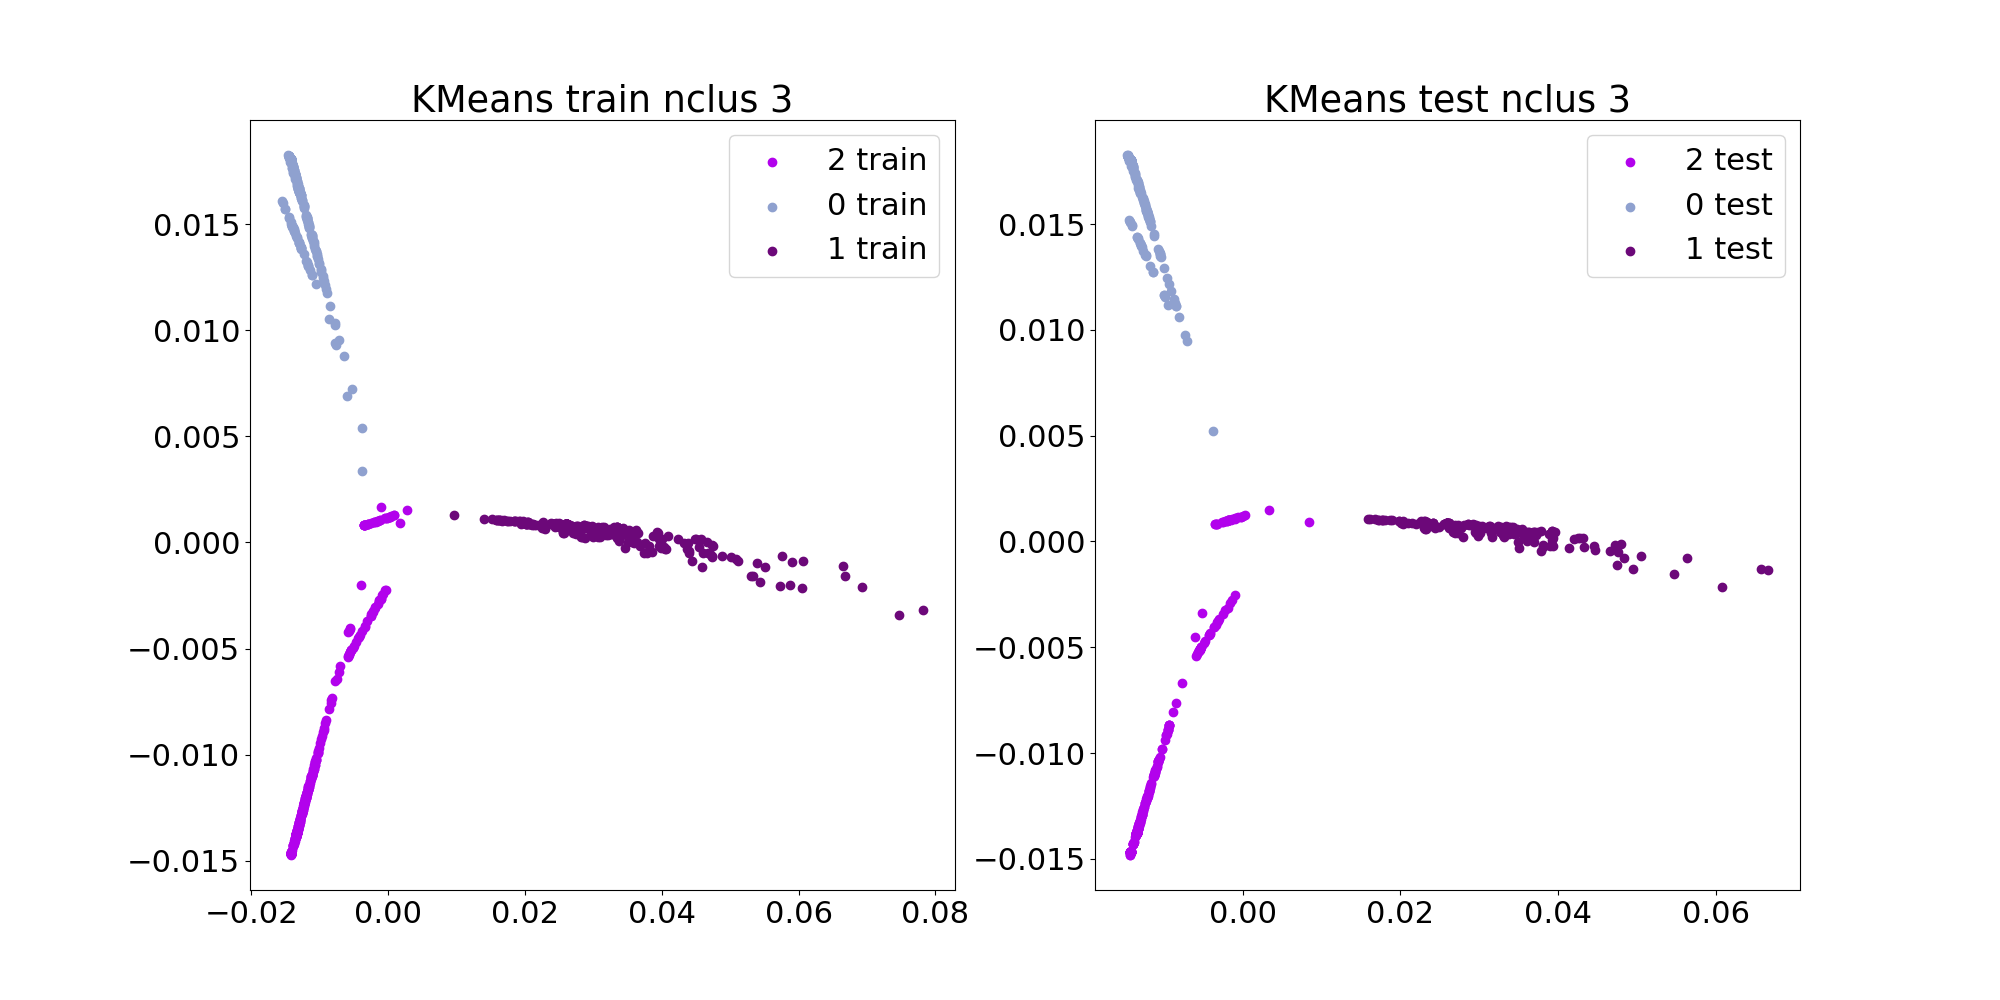 KMeans train nclus 3
2 train
0 train
1 train
0.015
0.010
0.005
0.000
−0.005
−0.010
−0.015
−0.02 0.00 0.02 0.04 0.06 0.08
KMeans test nclus 3
2 test
0 test
1 test
0.015
0.010
0.005
0.000
−0.005
−0.010
−0.015
0.00 0.02 0.04 0.06